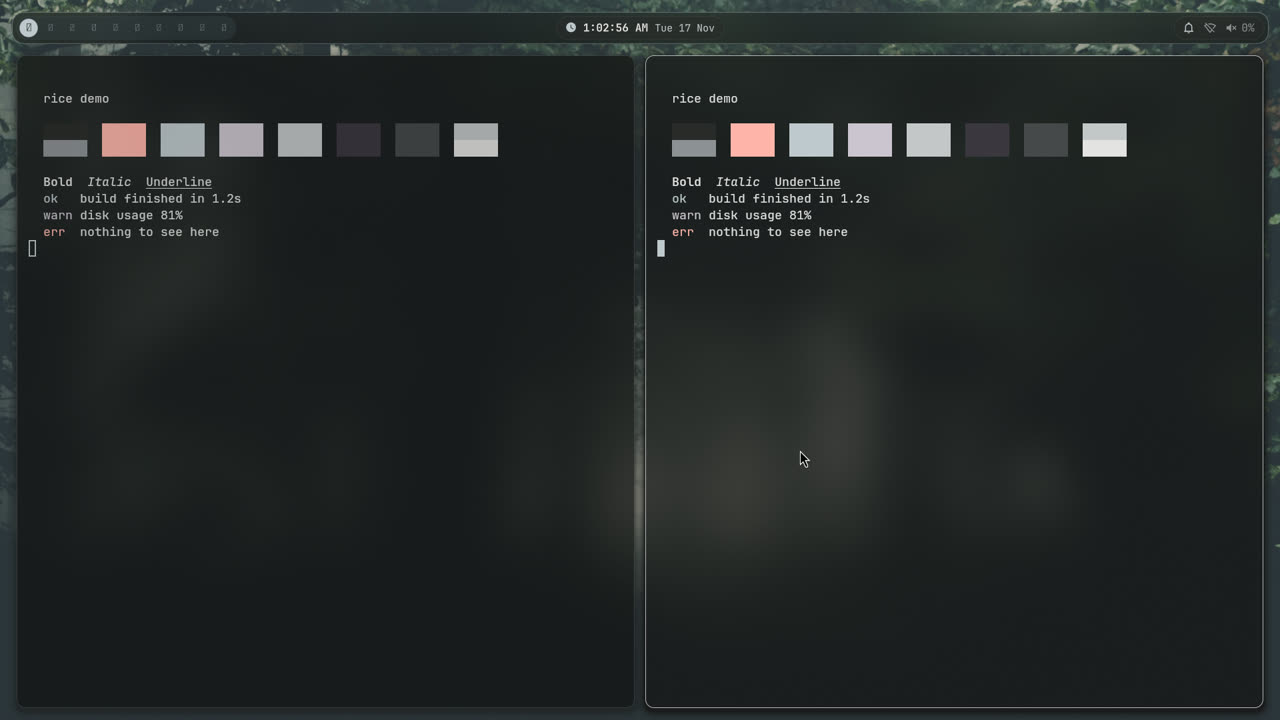 1:02:56 AM Tue 17 Nov
0%
rice demo
Bold Italic Underline
ok build finished in 1.2s
warn disk usage 81%
err nothing to see here
rice demo
Bold Italic Underline
ok build finished in 1.2s
warn disk usage 81%
err nothing to see here